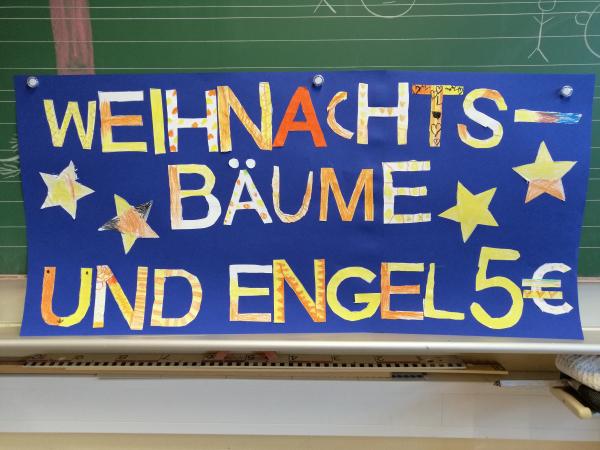 WEIHNACHTS-
BÄUME
UND ENGEL 5€